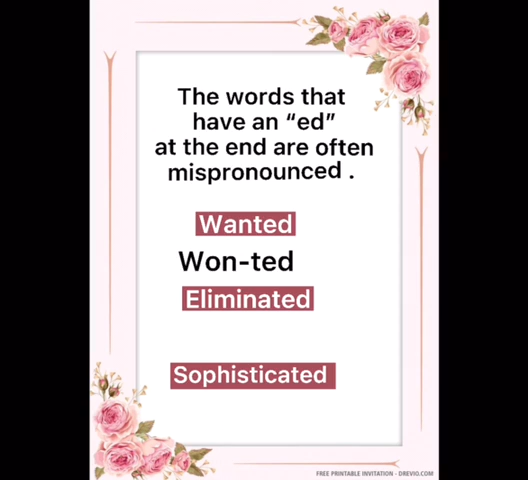 The words that
have an “ed”
at the end are often
mispronounced .
Wanted
Won-ted
Eliminated
Sophisticated
FREE PRINTABLE INVITATION - DREVIO.COM